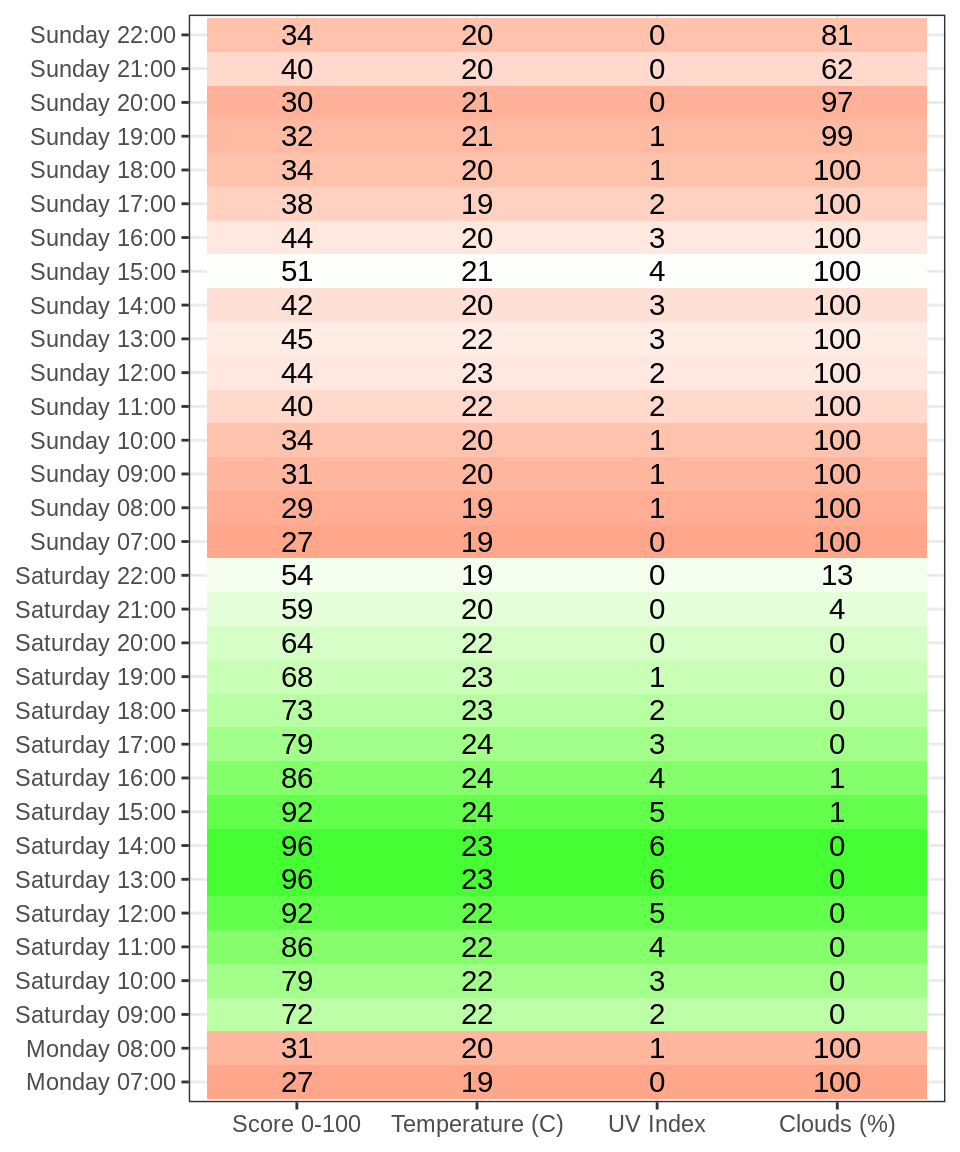 Sunday 22:00 34 20 0 81
Sunday 21:00 40 20 0 62
Sunday 20:00 30 21 0 97
Sunday 19:00 32 21 1 99
Sunday 18:00 34 20 1 100
Sunday 17:00 38 19 2 100
Sunday 16:00 44 20 3 100
Sunday 15:00 51 21 4 100
Sunday 14:00 42 20 3 100
Sunday 13:00 45 22 3 100
Sunday 12:00 44 23 2 100
Sunday 11:00 40 22 2 100
Sunday 10:00 34 20 1 100
Sunday 09:00 31 20 1 100
Sunday 08:00 29 19 1 100
Sunday 07:00 27 19 0 100
Saturday 22:00 54 19 0 13
Saturday 21:00 59 20 0 4
Saturday 20:00 64 22 0 0
Saturday 19:00 68 23 1 0
Saturday 18:00 73 23 2 0
Saturday 17:00 79 24 3 0
Saturday 16:00 86 24 4 1
Saturday 15:00 92 24 5 1
Saturday 14:00 96 23 6 0
Saturday 13:00 96 23 6 0
Saturday 12:00 92 22 5 0
Saturday 11:00 86 22 4 0
Saturday 10:00 79 22 3 0
Saturday 09:00 72 22 2 0
Monday 08:00 31 20 1 100
Monday 07:00 27 19 0 100
Score 0-100 Temperature (C) UV Index Clouds (%)